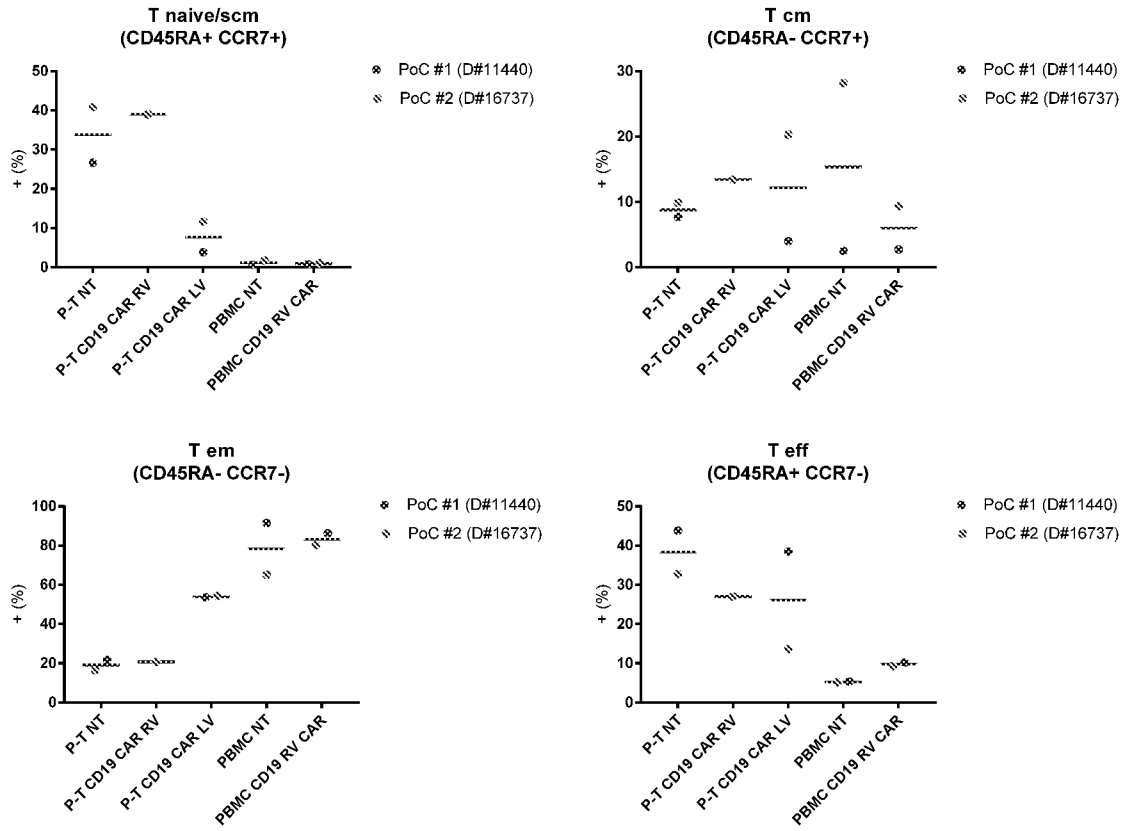 T naive/scm
(CD45RA+ CCR7+)
PoC #1 (D#11440)
PoC #2 (D#16737)
+ (%)
50
40
30
20
10
0
P-T NT
P-T CD19 CAR RV
P-T CD19 CAR LV
PBMC NT
PBMC CD19 RV CAR
T cm
(CD45RA- CCR7+)
PoC #1 (D#11440)
PoC #2 (D#16737)
+ (%)
30
20
10
0
P-T NT
P-T CD19 CAR RV
P-T CD19 CAR LV
PBMC NT
PBMC CD19 RV CAR
T em
(CD45RA- CCR7-)
PoC #1 (D#11440)
PoC #2 (D#16737)
+ (%)
100
80
60
40
20
0
P-T NT
P-T CD19 CAR RV
P-T CD19 CAR LV
PBMC NT
PBMC CD19 RV CAR
T eff
(CD45RA+ CCR7-)
PoC #1 (D#11440)
PoC #2 (D#16737)
+ (%)
50
40
30
20
10
0
P-T NT
P-T CD19 CAR RV
P-T CD19 CAR LV
PBMC NT
PBMC CD19 RV CAR